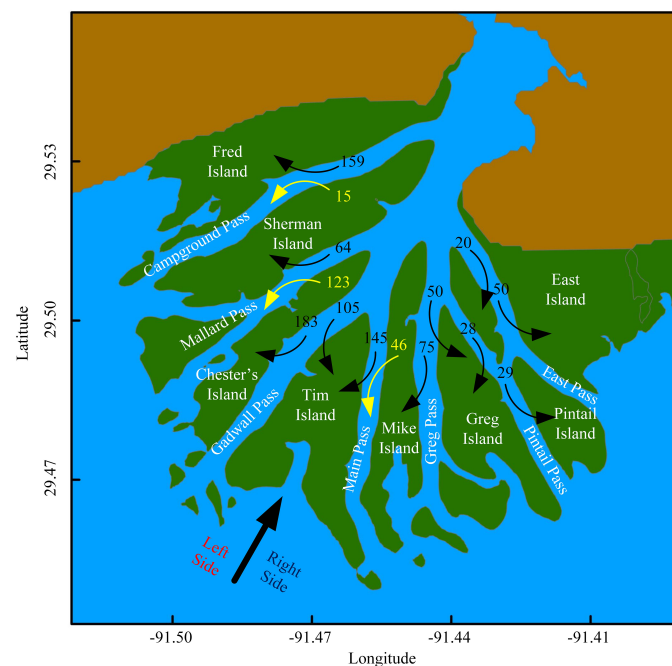 29.53
29.50
29.47
Latitude
-91.50
-91.47
-91.44
-91.41
Longitude
Fred
Island
159
15
Campground Pass
Sherman
Island
64
123
Mallard Pass
183
105
Chester's
Island
Gadwall Pass
Tim
Island
145
46
Main Pass
Mike
Island
75
50
Greg Pass
28
Greg
Island
20
50
29
East
Island
East Pass
Pintail
Island
Pintail Pass
Left
Side
Right
Side